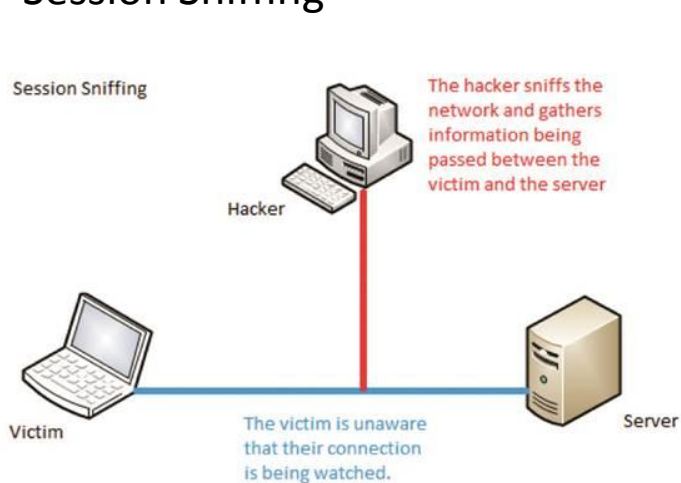 Session Sniffing
Session Sniffing
The hacker sniffs the
network and gathers
information being
passed between the
victim and the server
Hacker
Victim
The victim is unaware
that their connection
is being watched.
Server